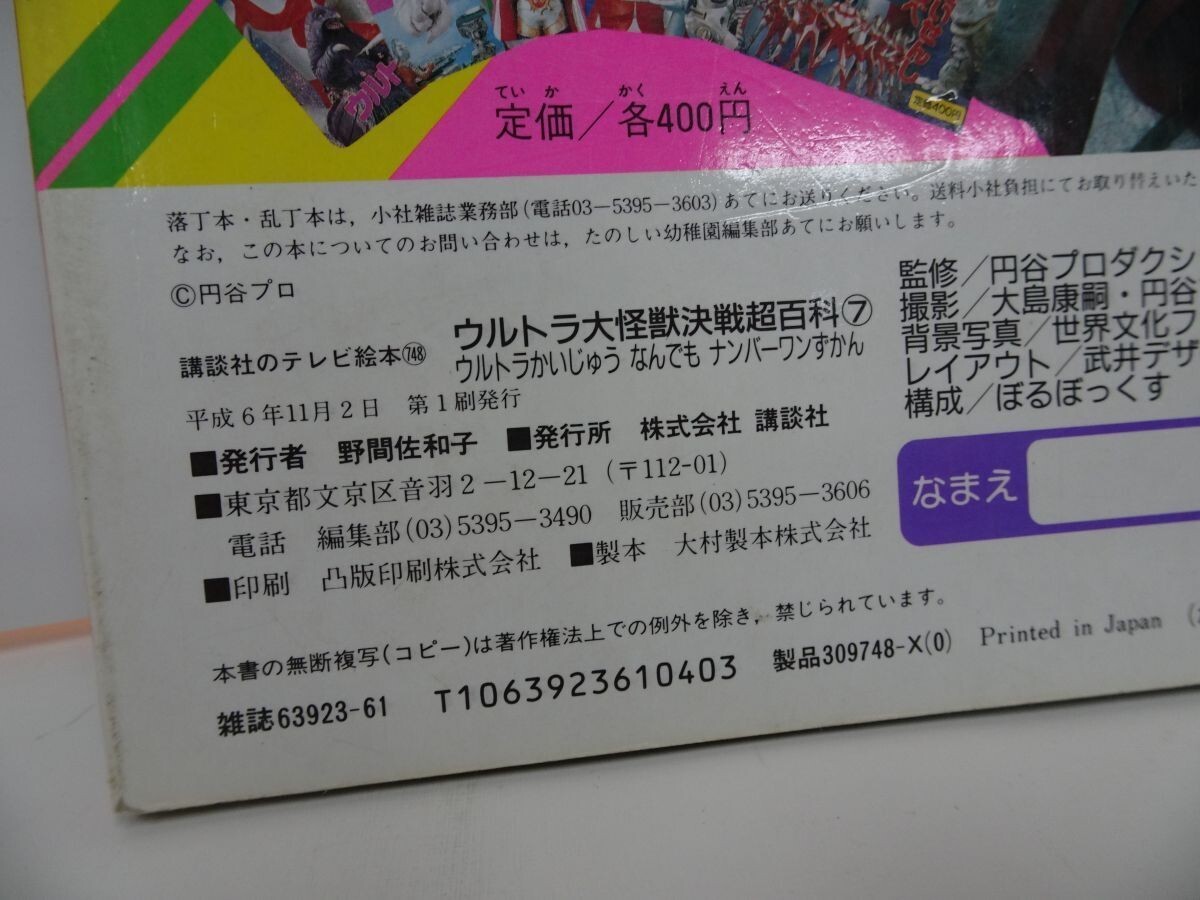 ウルト
定価400円
てい か かく えん
定価/各400円
落丁本・乱丁本は,小社雑誌業務部(電話03-5395-3603)あてにお送りください。送料小社負担にてお取り替えいた
なお,この本についてのお問い合わせは,たのしい幼稚園編集部あてにお願いします。
©円谷プロ
講談社のテレビ絵本748 ウルトラ大怪獣決戦超百科⑦
ウルトラかいじゅう なんでも ナンバーワンずかん
平成6年11月2日 第1刷発行
■発行者 野間佐和子 ■発行所 株式会社 講談社
■東京都文京区音羽2-12-21(〒112-01)
電話 編集部(03)5395-3490 販売部(03)5395-3606
■印刷 凸版印刷株式会社 ■製本 大村製本株式会社
監修/円谷プロダクシ
撮影/大島康嗣・円谷
背景写真/世界文化フ
レイアウト/武井デザ
構成/ぼるぼっくす
なまえ
本書の無断複写(コピー)は著作権法上での例外を除き,禁じられています。
雑誌63923-61 T1063923610403 製品309748-X(0) Printed in Japan